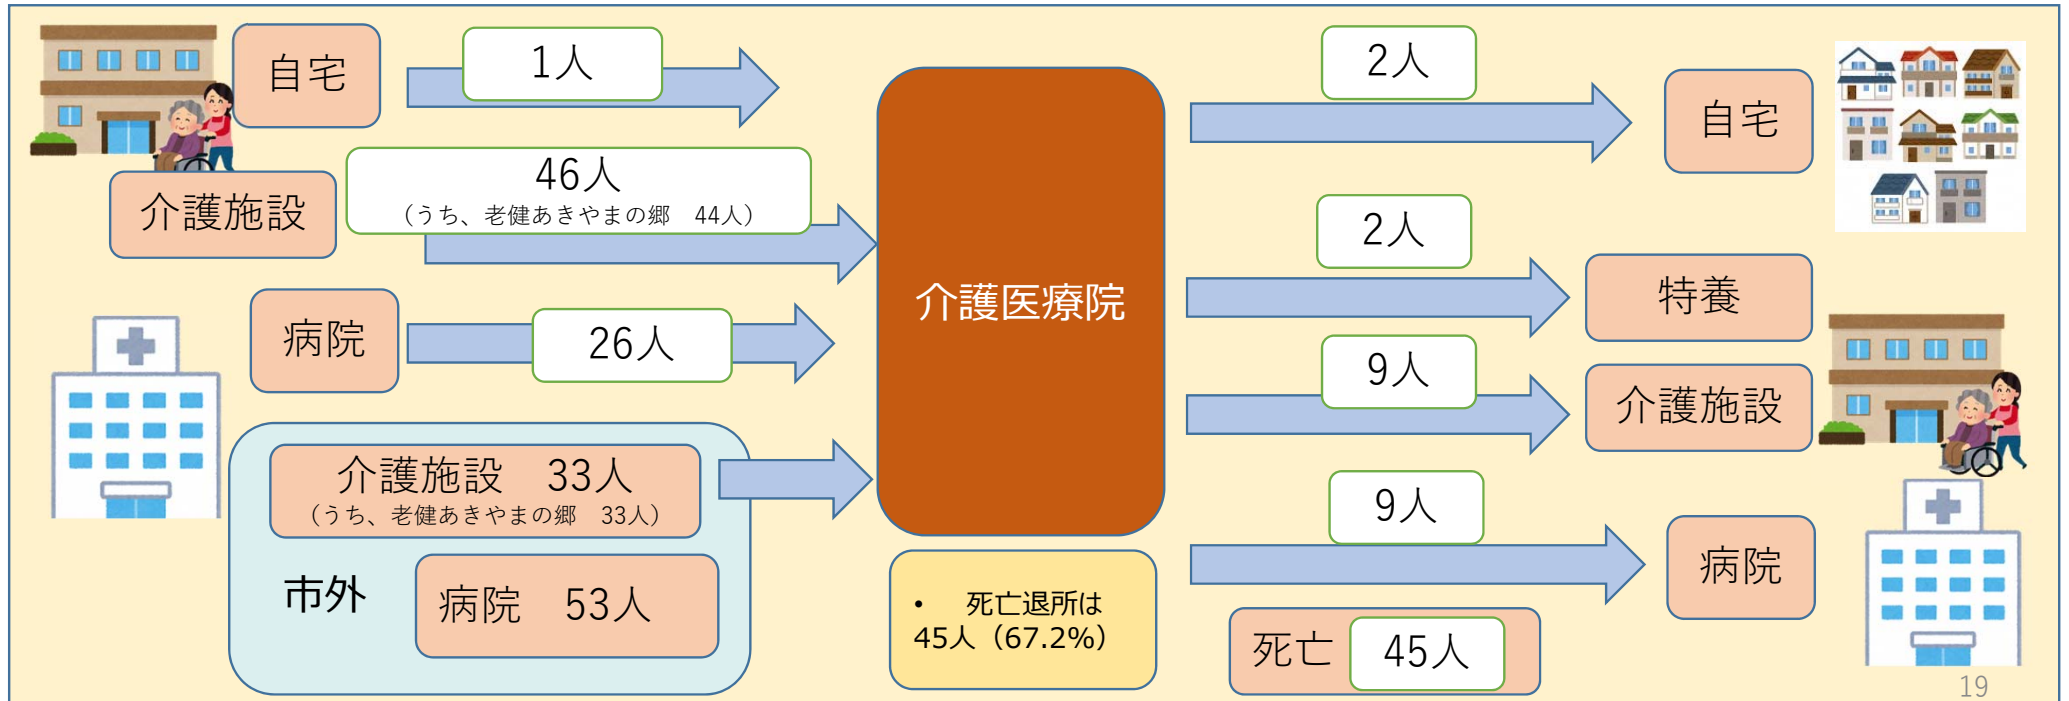 自宅
1人
介護施設
46人
（うち、老健あきやまの郷　44人）
病院
26人
市外
介護施設　33人
（うち、老健あきやまの郷　33人）
病院　53人
介護医療院
•　死亡退所は
45人（67.2%）
2人
自宅
2人
特養
9人
介護施設
9人
病院
死亡
45人
19